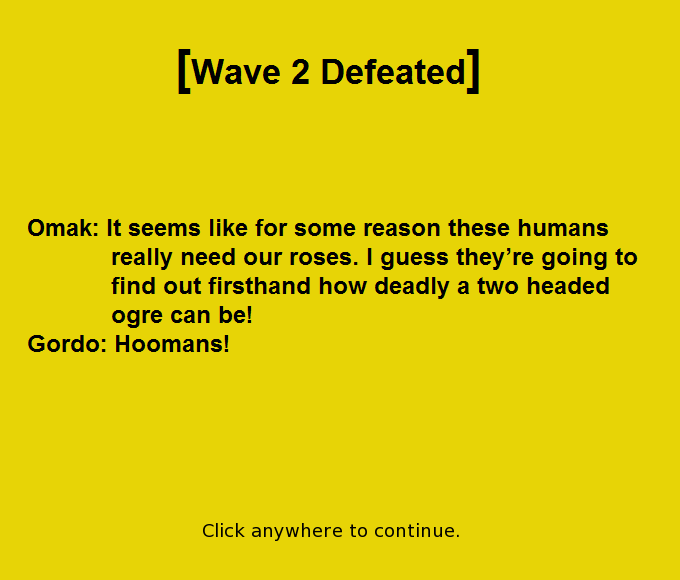 [Wave 2 Defeated]
Omak: It seems like for some reason these humans
really need our roses. I guess they’re going to
find out firsthand how deadly a two headed
ogre can be!
Gordo: Hoomans!
Click anywhere to continue.